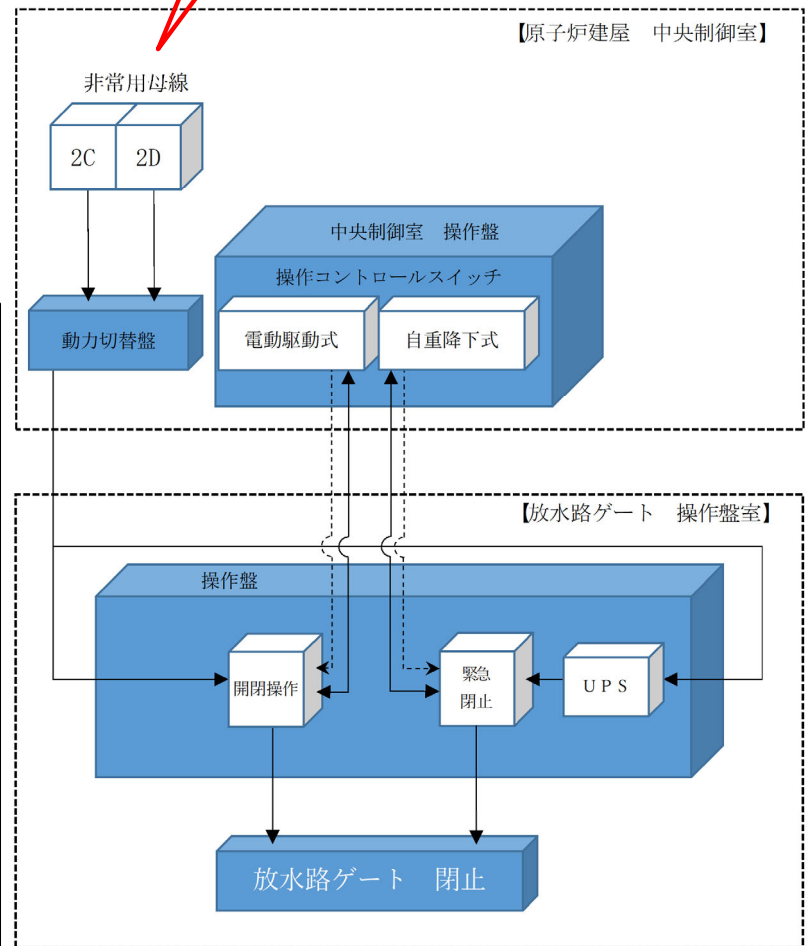 【原子炉建屋　中央制御室】
非常用母線
2C
2D
中央制御室　操作盤
操作コントロールスイッチ
動力切替盤
電動駆動式
自重降下式
【放水路ゲート　操作盤室】
操作盤
開閉操作
緊急
閉止
ＵＰＳ
放水路ゲート　閉止